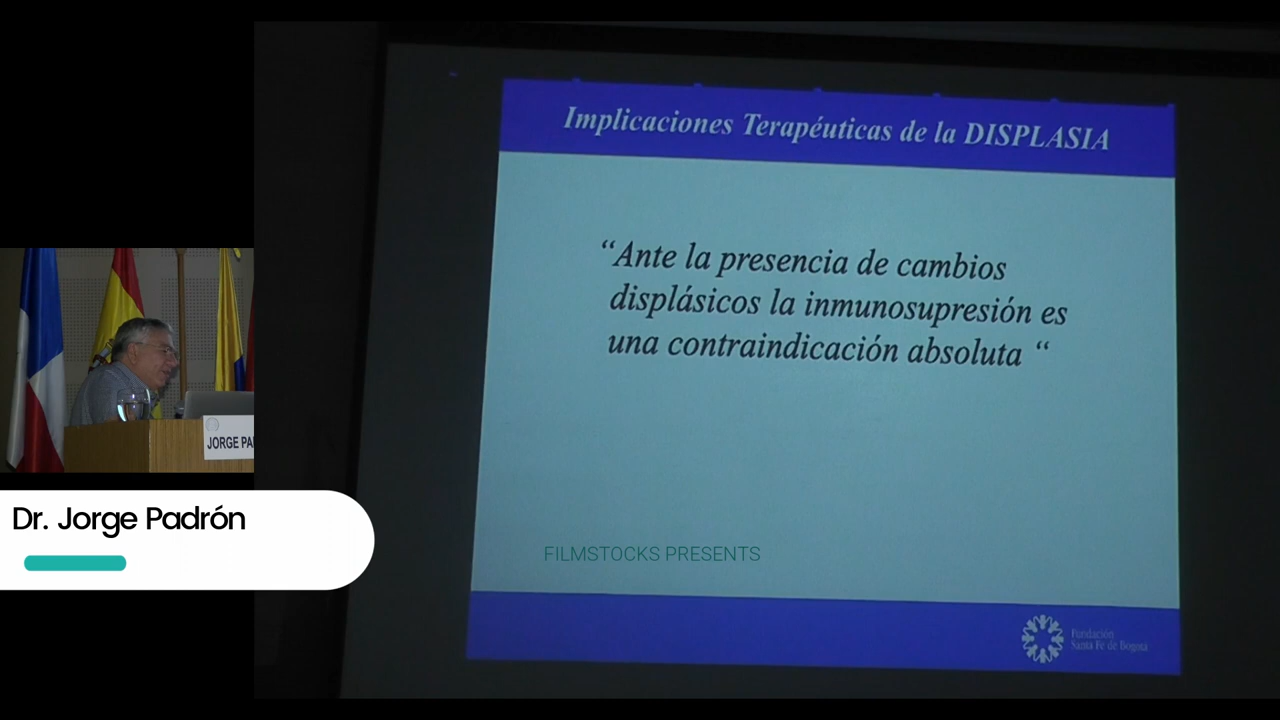 Implicaciones Terapéuticas de la DISPLASIA
“Ante la presencia de cambios
displásicos la inmunosupresión es
una contraindicación absoluta “
FILMSTOCKS PRESENTS
Fundación
Santa Fe de Bogotá
JORGE PA
Dr. Jorge Padrón